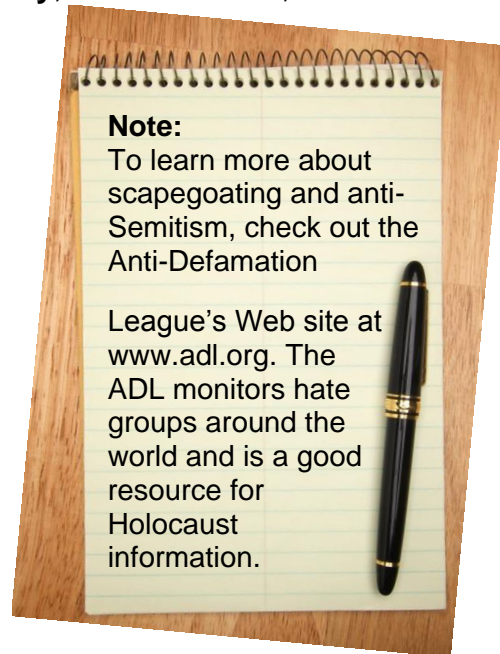 Note:
To learn more about
scapegoating and anti-
Semitism, check out the
Anti-Defamation
League's Web site at
www.adl.org. The
ADL monitors hate
groups around the
world and is a good
resource for
Holocaust
information.